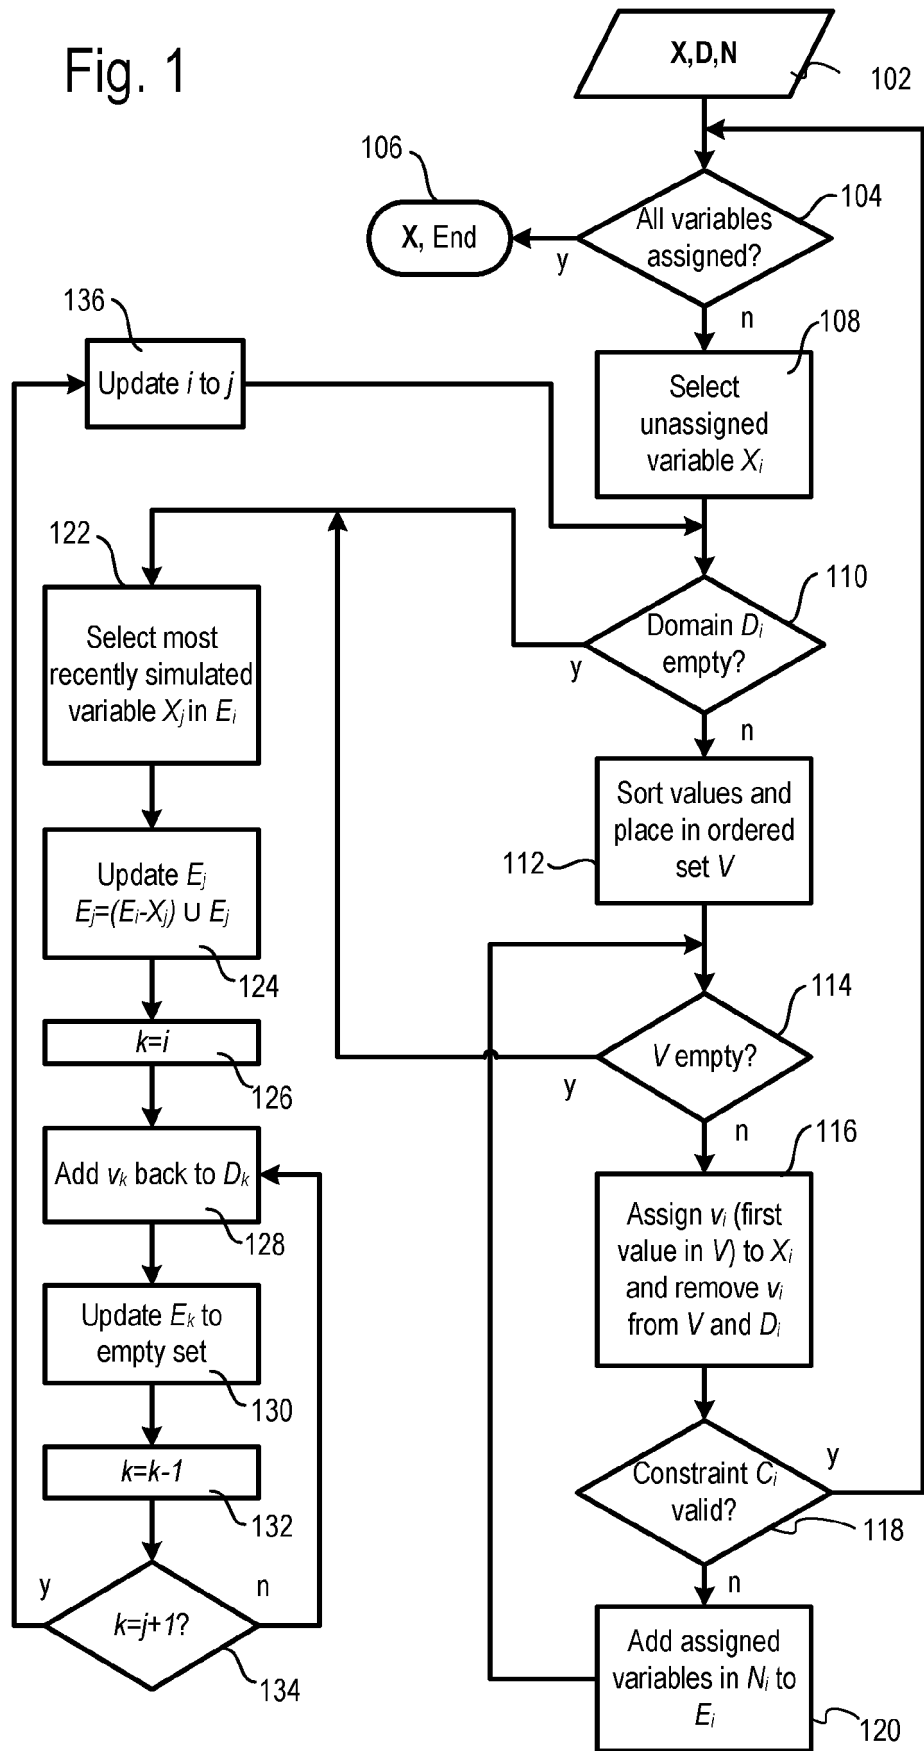 Fig. 1
X,D,N
102
106
104
All variables
assigned?
X, End
y
n
136
108
Update i to j
Select
unassigned
variable Xi
122
110
Select most
recently simulated
variable Xj in Ei
Domain Di
empty?
y
n
Sort values and
place in ordered
set V
112
Update Ej
Ej=(Ei-Xj) ∪ Ej
124
114
k=i
V empty?
126
y
n
116
Add vk back to Dk
128
Assign vi (first
value in V) to Xi
and remove vi
from V and Di
Update Ek to
empty set
130
k=k-1
132
Constraint Ci
valid?
y
118
n
y
n
k=j+1?
134
Add assigned
variables in Ni to
Ei
120